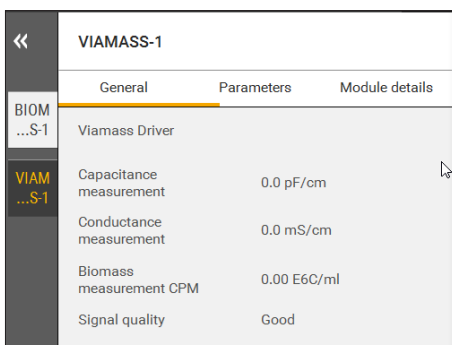 «
VIAMASS-1
General Parameters Module details
BIOM
...S-1
VIAM
...S-1
Viamass Driver
Capacitance
measurement
0.0 pF/cm
Conductance
measurement
0.0 mS/cm
Biomass
measurement CPM
0.00 E6C/ml
Signal quality Good